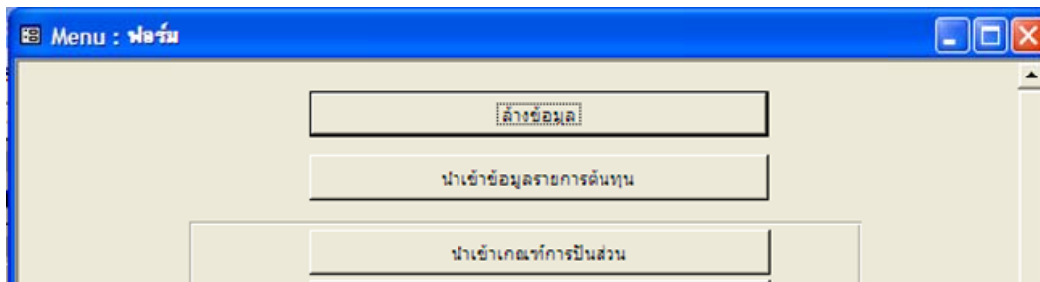 Menu : ฟอร์ม
ล้างข้อมูล
นำเข้าข้อมูลรายการต้นทุน
นำเข้าเกณฑ์การปันส่วน